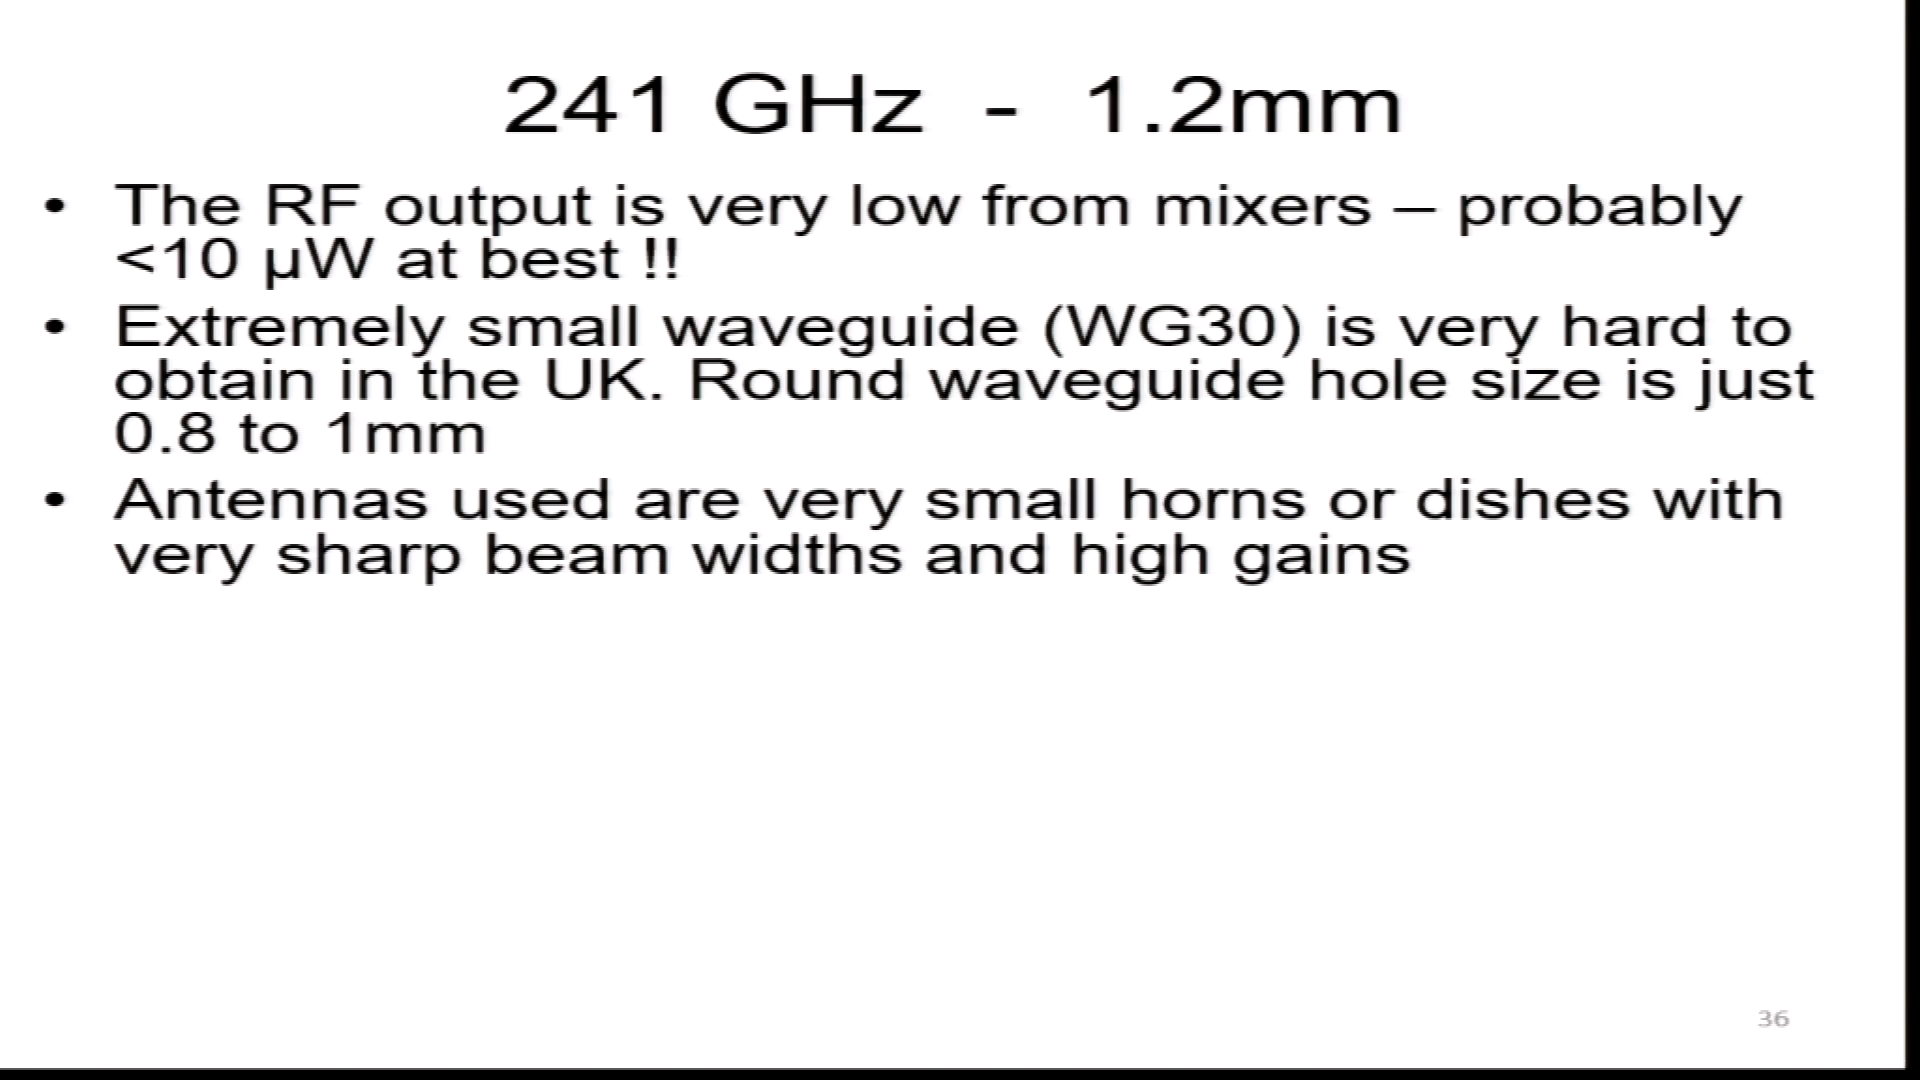 241 GHz - 1.2mm
• The RF output is very low from mixers – probably
<10 µW at best !!
• Extremely small waveguide (WG30) is very hard to
obtain in the UK. Round waveguide hole size is just
0.8 to 1mm
• Antennas used are very small horns or dishes with
very sharp beam widths and high gains
36